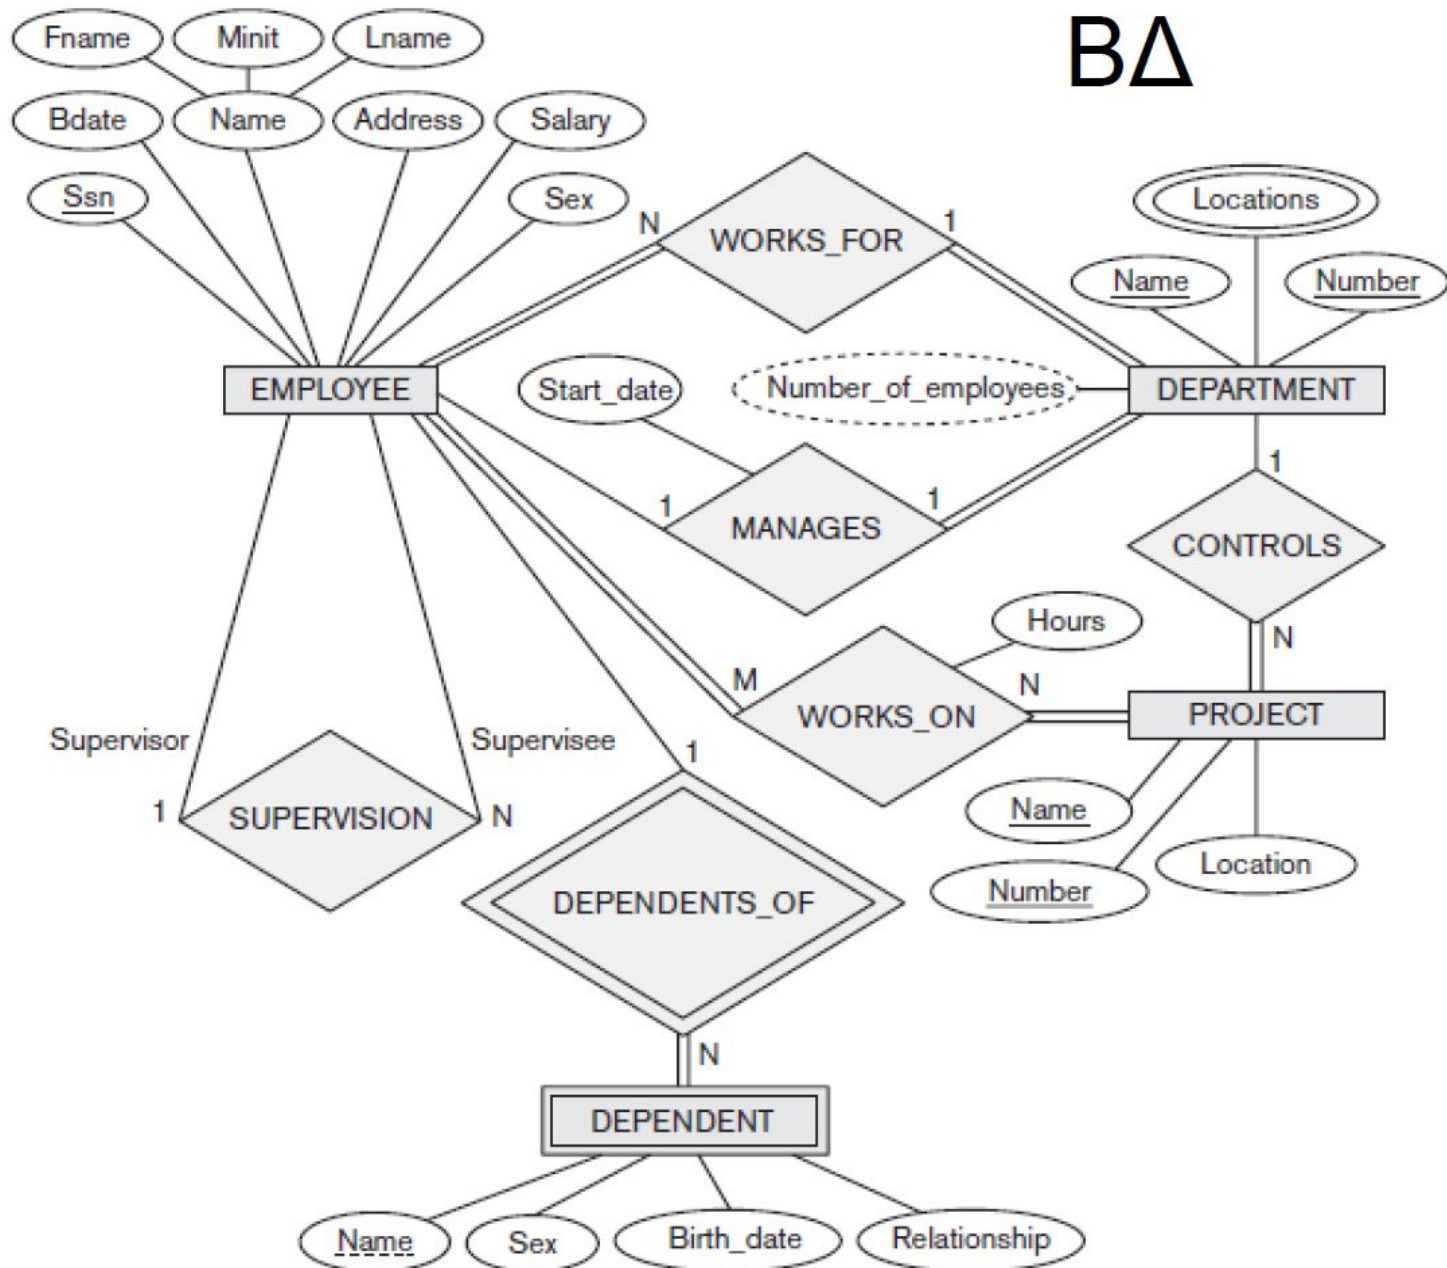 ΒΔ
Fname Minit Lname
Bdate Name Address Salary
Ssn Sex
Locations
N WORKS_FOR 1
Name Number
EMPLOYEE Start_date Number_of_employees DEPARTMENT
1 MANAGES 1
1
CONTROLS
Hours
N
M WORKS_ON N PROJECT
Supervisor Supervisee
1
1 SUPERVISION N
Name
Location
Number
DEPENDENTS_OF
N
DEPENDENT
Name Sex Birth_date Relationship